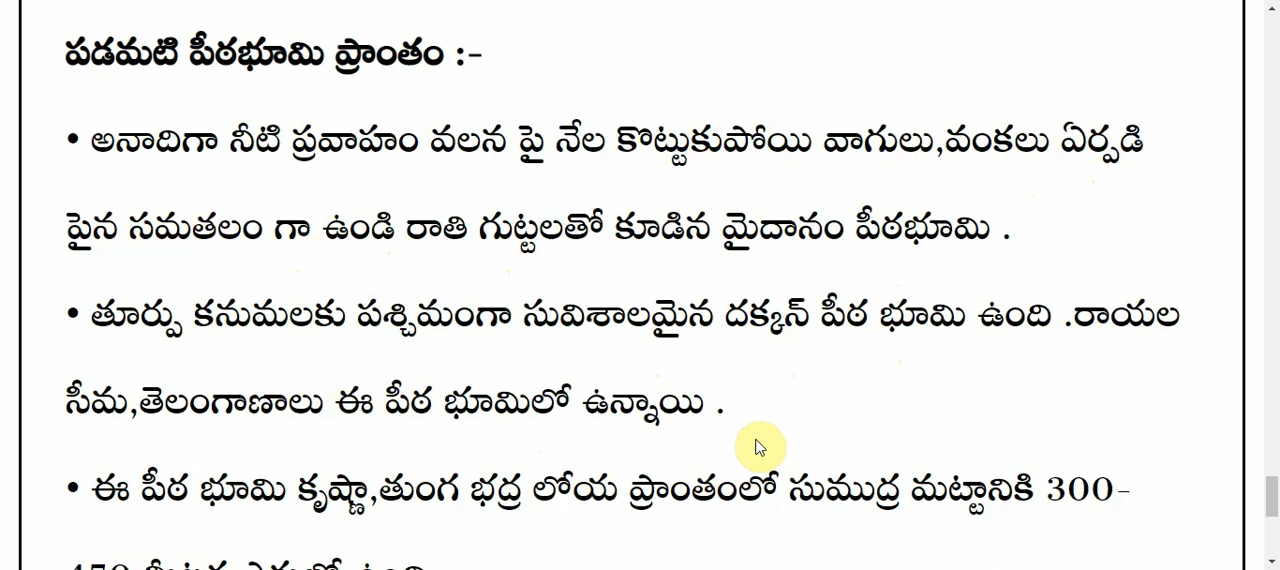 పడమటి పీఠభూమి ప్రాంతం :-
• అనాదిగా నీటి ప్రవాహం వలన పై నేల కొట్టుకుపోయి వాగులు,వంకలు ఏర్పడి
పైన సమతలం గా ఉండి రాతి గుట్టలతో కూడిన మైదానం పీఠభూమి .
• తూర్పు కనుమలకు పశ్చిమంగా సువిశాలమైన దక్కన్ పీఠ భూమి ఉంది .రాయల
సీమ,తెలంగాణాలు ఈ పీఠ భూమిలో ఉన్నాయి .
• ఈ పీఠ భూమి కృష్ణా,తుంగ భద్ర లోయ ప్రాంతంలో సుముద్ర మట్టానికి 300-